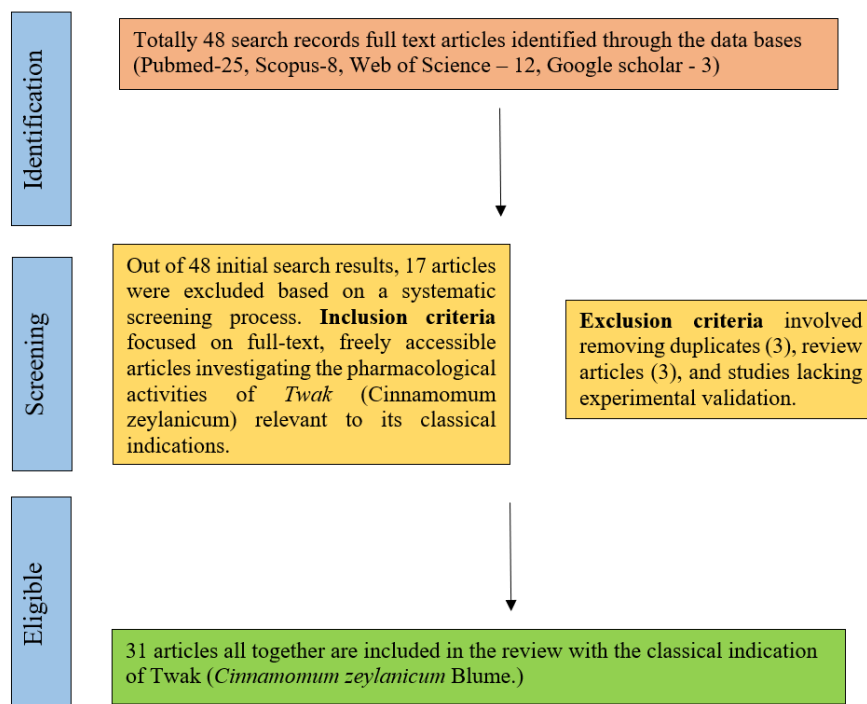 Identification
Totally 48 search records full text articles identified through the data bases
(Pubmed-25, Scopus-8, Web of Science – 12, Google scholar - 3)
Screening
Out of 48 initial search results, 17 articles
were excluded based on a systematic
screening process. Inclusion criteria
focused on full-text, freely accessible
articles investigating the pharmacological
activities of Twak (Cinnamomum
zeylanicum) relevant to its classical
indications.
Exclusion criteria involved
removing duplicates (3), review
articles (3), and studies lacking
experimental validation.
Eligible
31 articles all together are included in the review with the classical indication
of Twak (Cinnamomum zeylanicum Blume.)